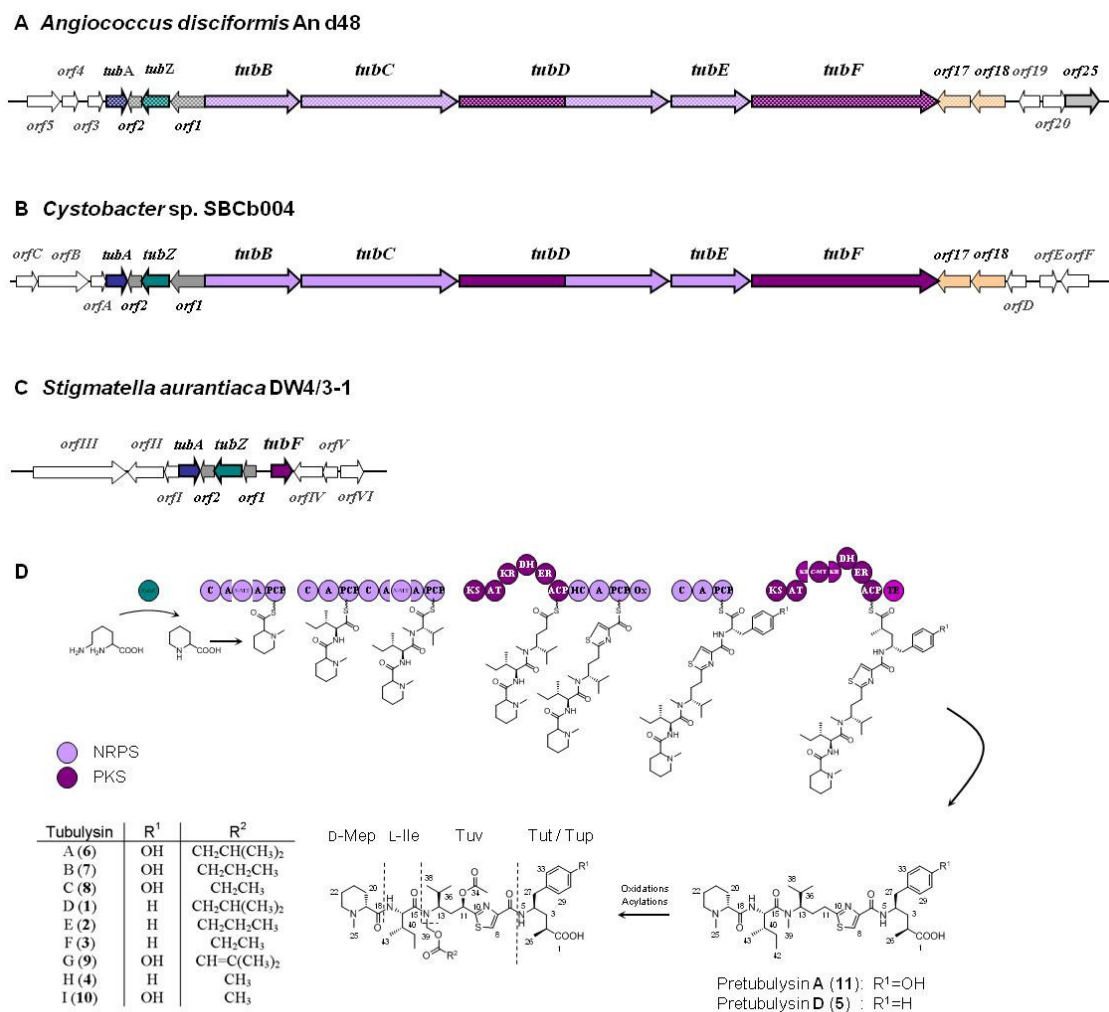 A Angiococcus disciformis An d48
orf4 tubA tubZ tubB tubC tubD tubE tubF orf17 orf18 orf19 orf25
orf5 orf3 orf2 orf1 orf20
B Cystobacter sp. SBCb004
orfC orfB tubA tubZ tubB tubC tubD tubE tubF orf17 orf18 orfE orfF
orfA orf2 orf1 orfD
C Stigmatella aurantiaca DW4/3-1
orfIII orfII tubA tubZ tubF orfV
orfI orf2 orf1 orfIV orfVI
D
C A A PCP C A PCP C A A PCP KS AT KR DH ER ACP HC A PCP Ox C A PCP KS AT KR C-MT KR DH ER ACP TE
H₂N H₂N COOH
N H COOH
NRPS
PKS
Tubulysin R¹ R²
A (6) OH CH₂CH(CH₃)₂
B (7) OH CH₂CH₂CH₃
C (8) OH CH₂CH₃
D (1) H CH₂CH(CH₃)₂
E (2) H CH₂CH₂CH₃
F (3) H CH₂CH₃
G (9) OH CH=C(CH₃)₂
H (4) H CH₃
I (10) OH CH₃
D-Mep L-Ile Tuv Tut / Tup
Oxidations
Acylations
Pretubulysin A (11): R¹=OH
Pretubulysin D (5) : R¹=H